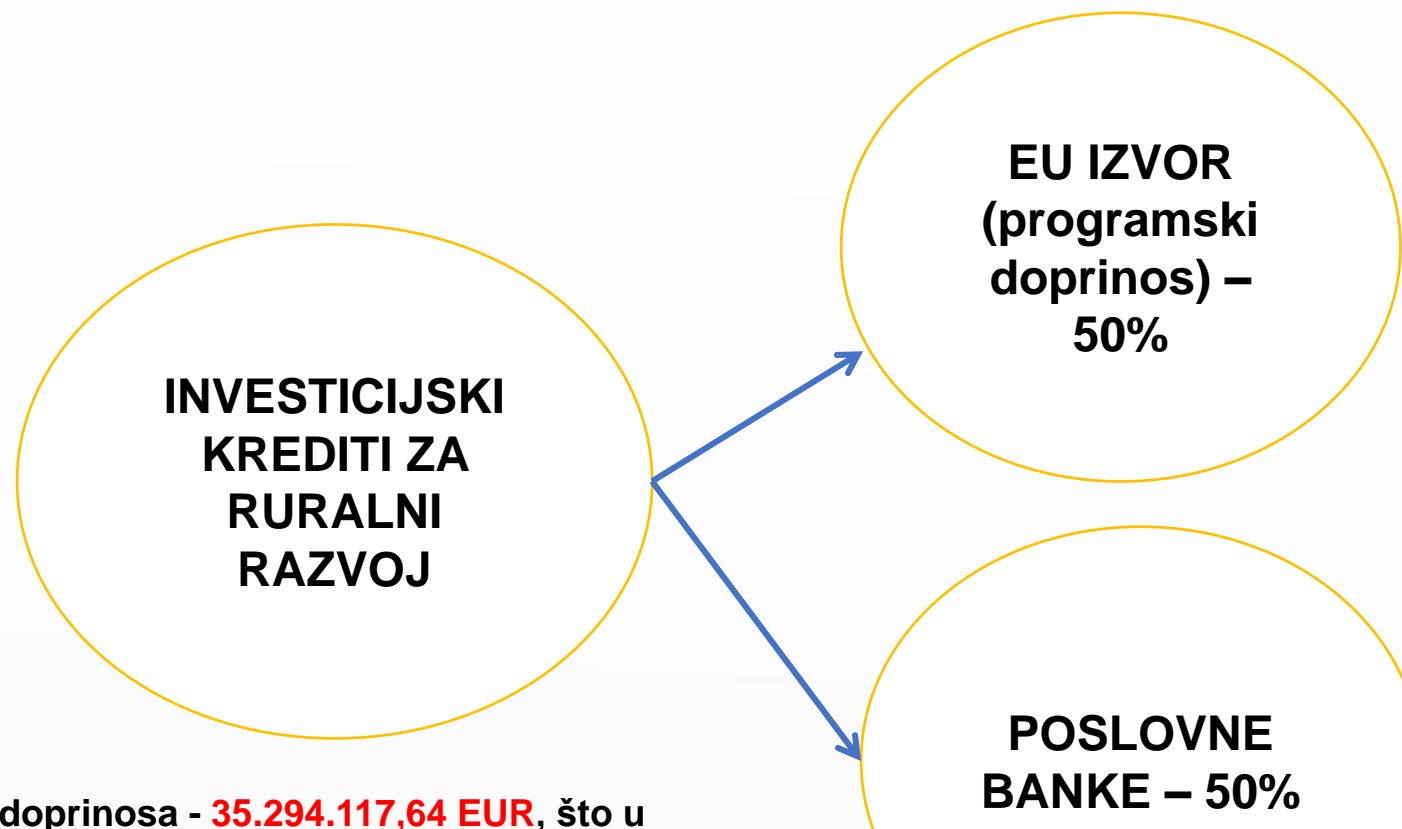 EU IZVOR
(programski
doprinos) –
50%
INVESTICIJSKI
KREDITI ZA
RURALNI
RAZVOJ
POSLOVNE
BANKE – 50%
doprinosa - 35.294.117,64 EUR, što u